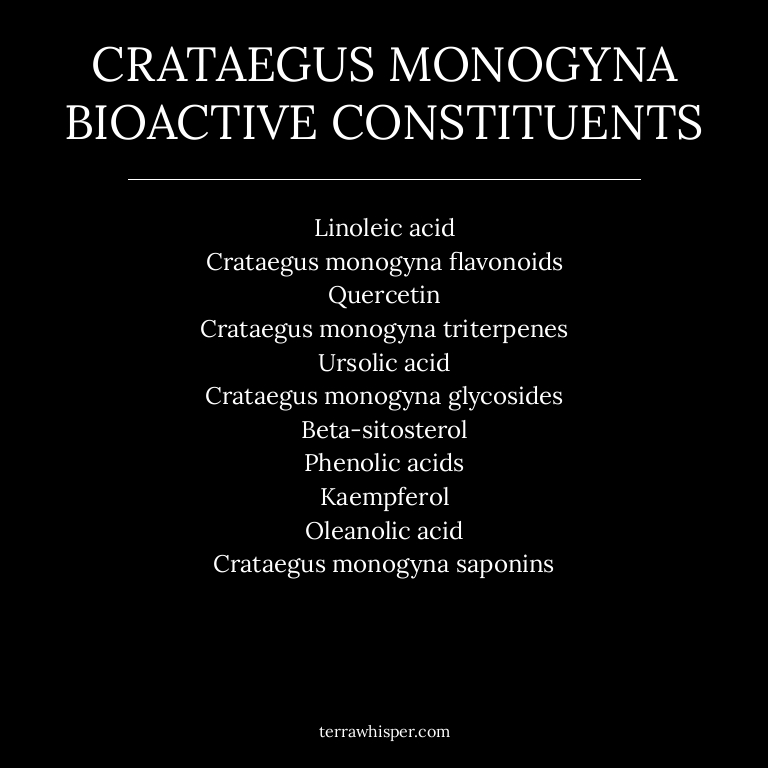 CRATAEGUS MONOGYNA
BIOACTIVE CONSTITUENTS
Linoleic acid
Crataegus monogyna flavonoids
Quercetin
Crataegus monogyna triterpenes
Ursolic acid
Crataegus monogyna glycosides
Beta-sitosterol
Phenolic acids
Kaempferol
Oleanolic acid
Crataegus monogyna saponins
terrawhisper.com